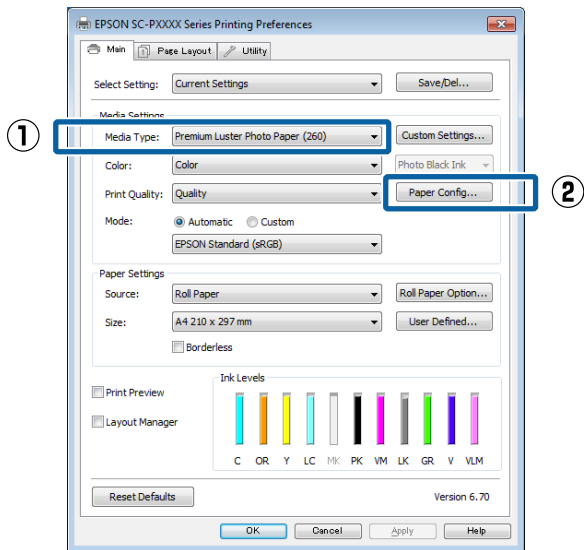 EPSON SC-PXXXX Series Printing Preferences
Main Page Layout Utility
Select Setting: Current Settings Save/Del...
Media Settings
① Media Type: Premium Luster Photo Paper (260) Custom Settings...
Color: Color Photo Black Ink
Print Quality: Quality Paper Config... ②
Mode: Automatic Custom
EPSON Standard (sRGB)
Paper Settings
Source: Roll Paper Roll Paper Option...
Size: A4 210 x 297 mm User Defined...
Borderless
Ink Levels
Print Preview
Layout Manager
C OR Y LC MK PK VM LK GR V VLM
Reset Defaults Version 6.70
OK Cancel Apply Help